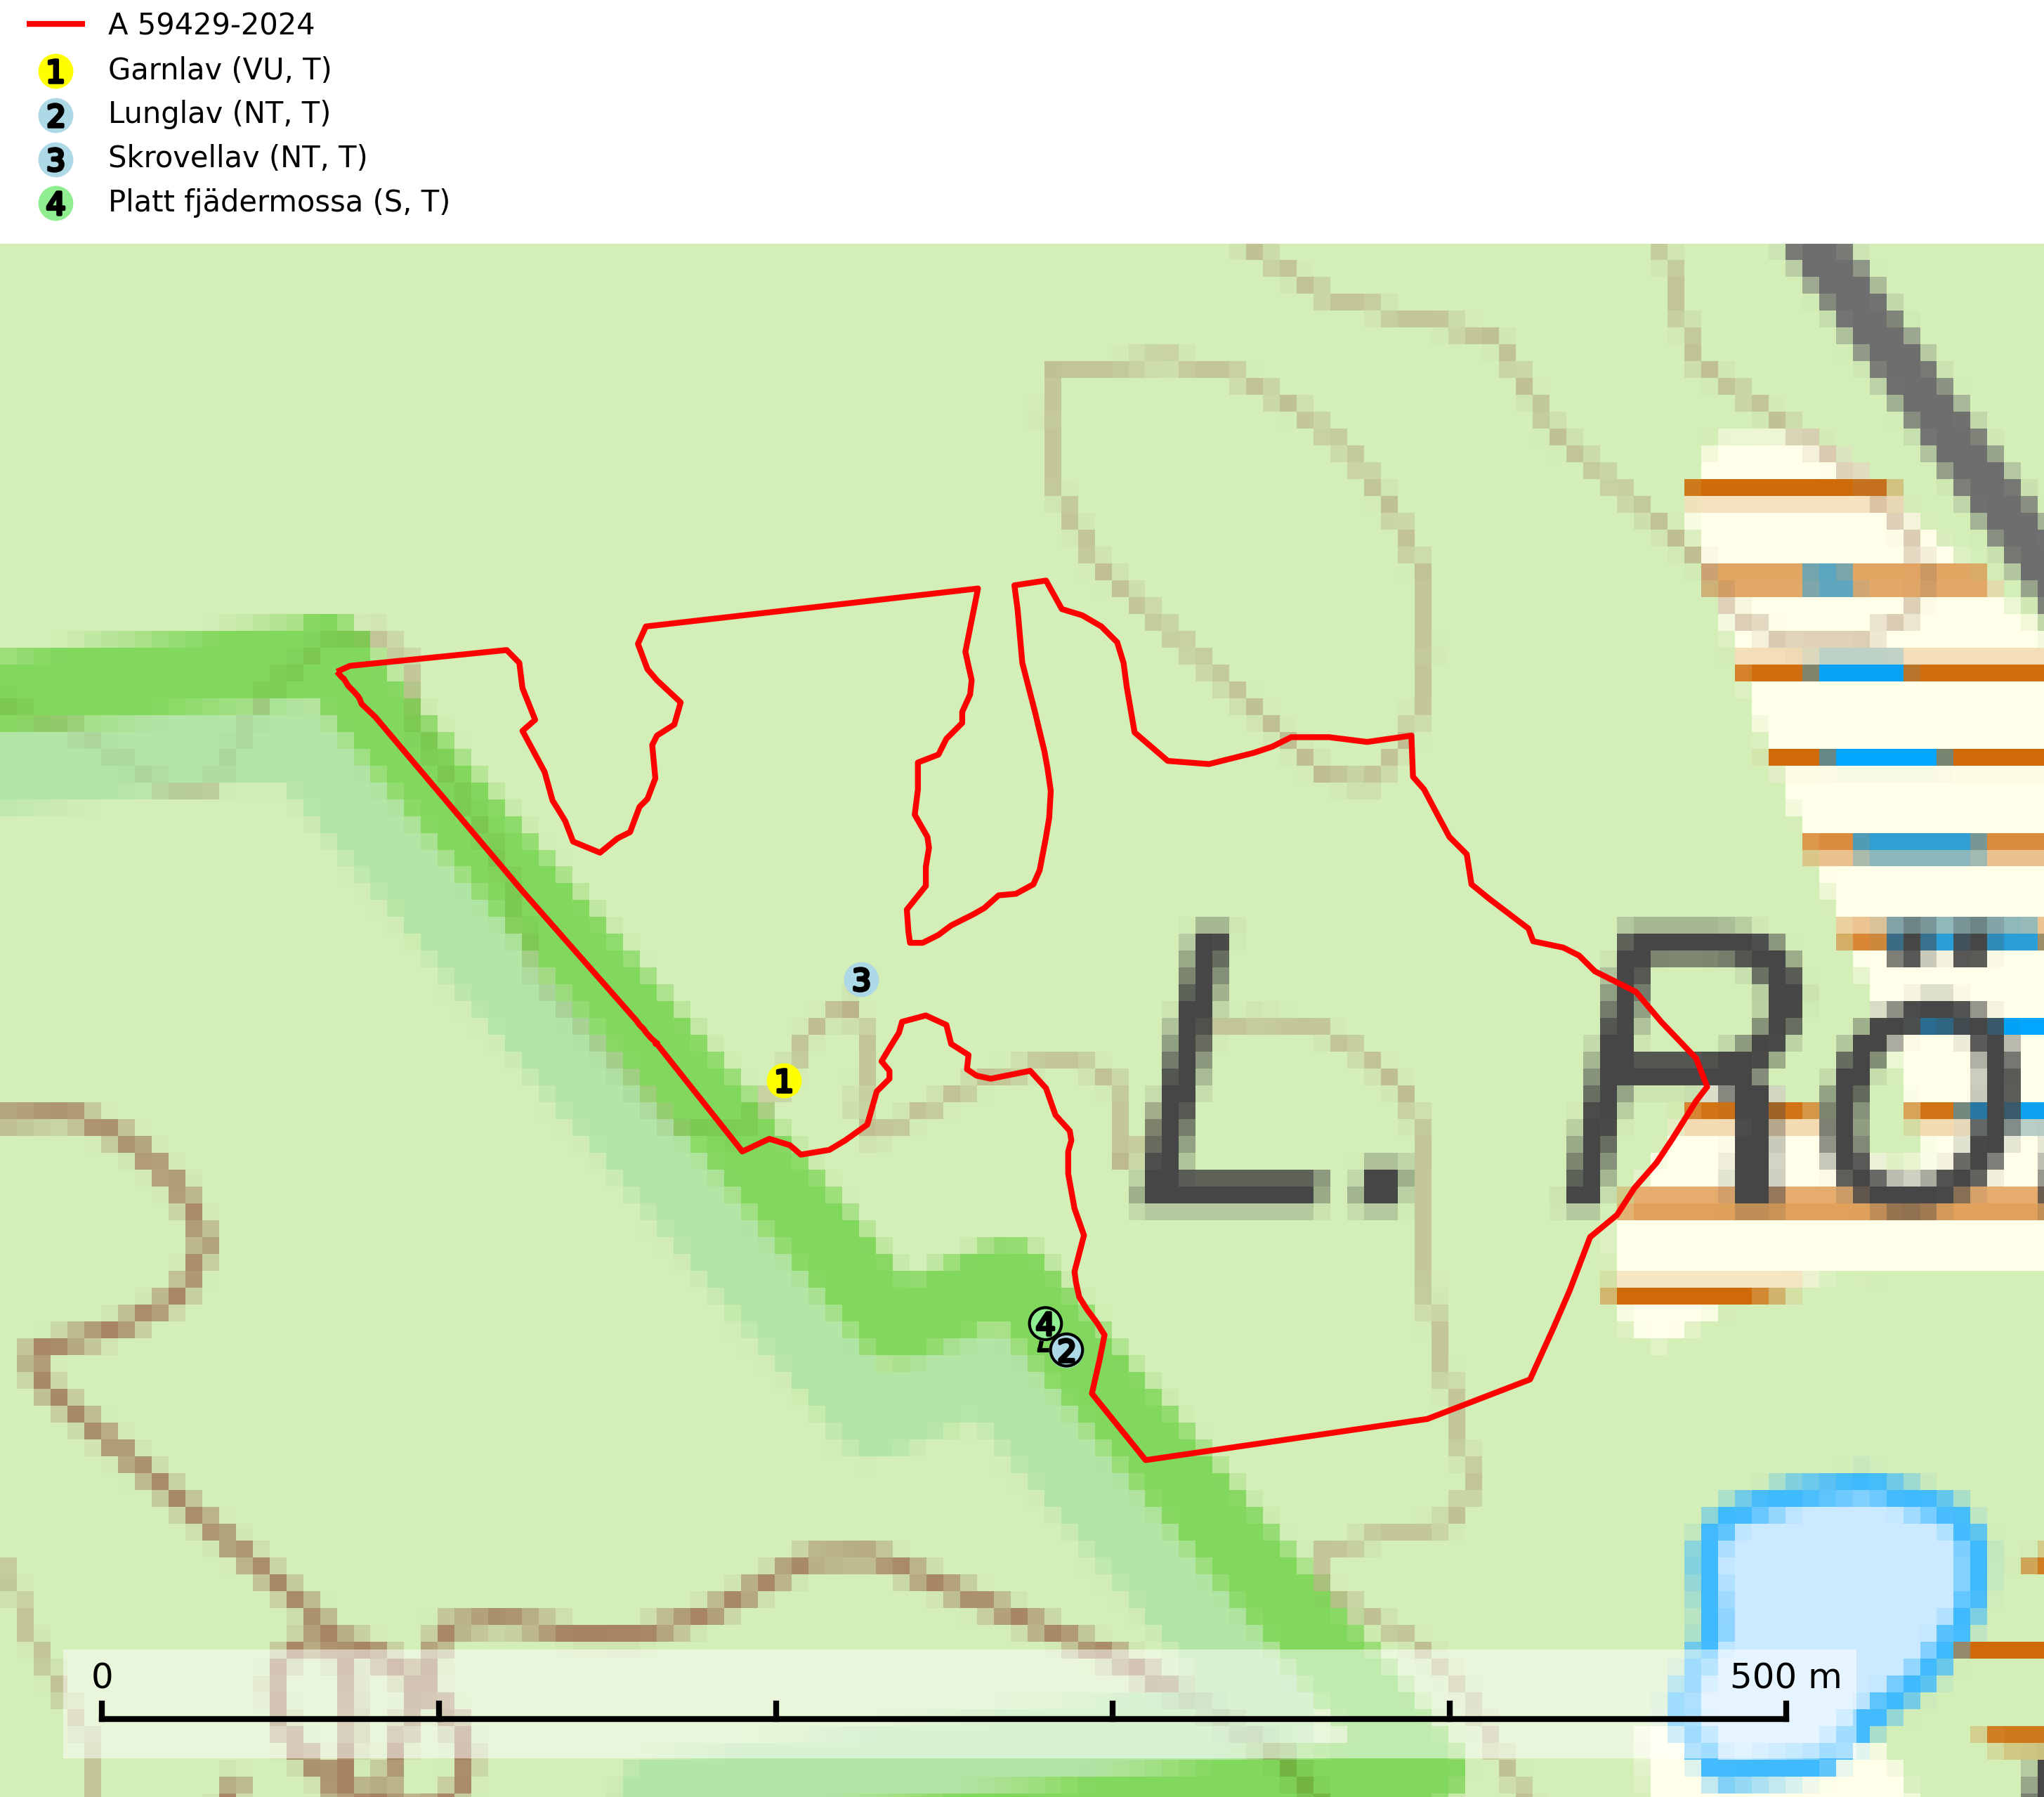 A 59429-2024
1 Garnlav (VU, T)
2 Lunglav (NT, T)
3 Skrovellav (NT, T)
4 Platt fjädermossa (S, T)
3
1
L. Rö
4
2
0 500 m